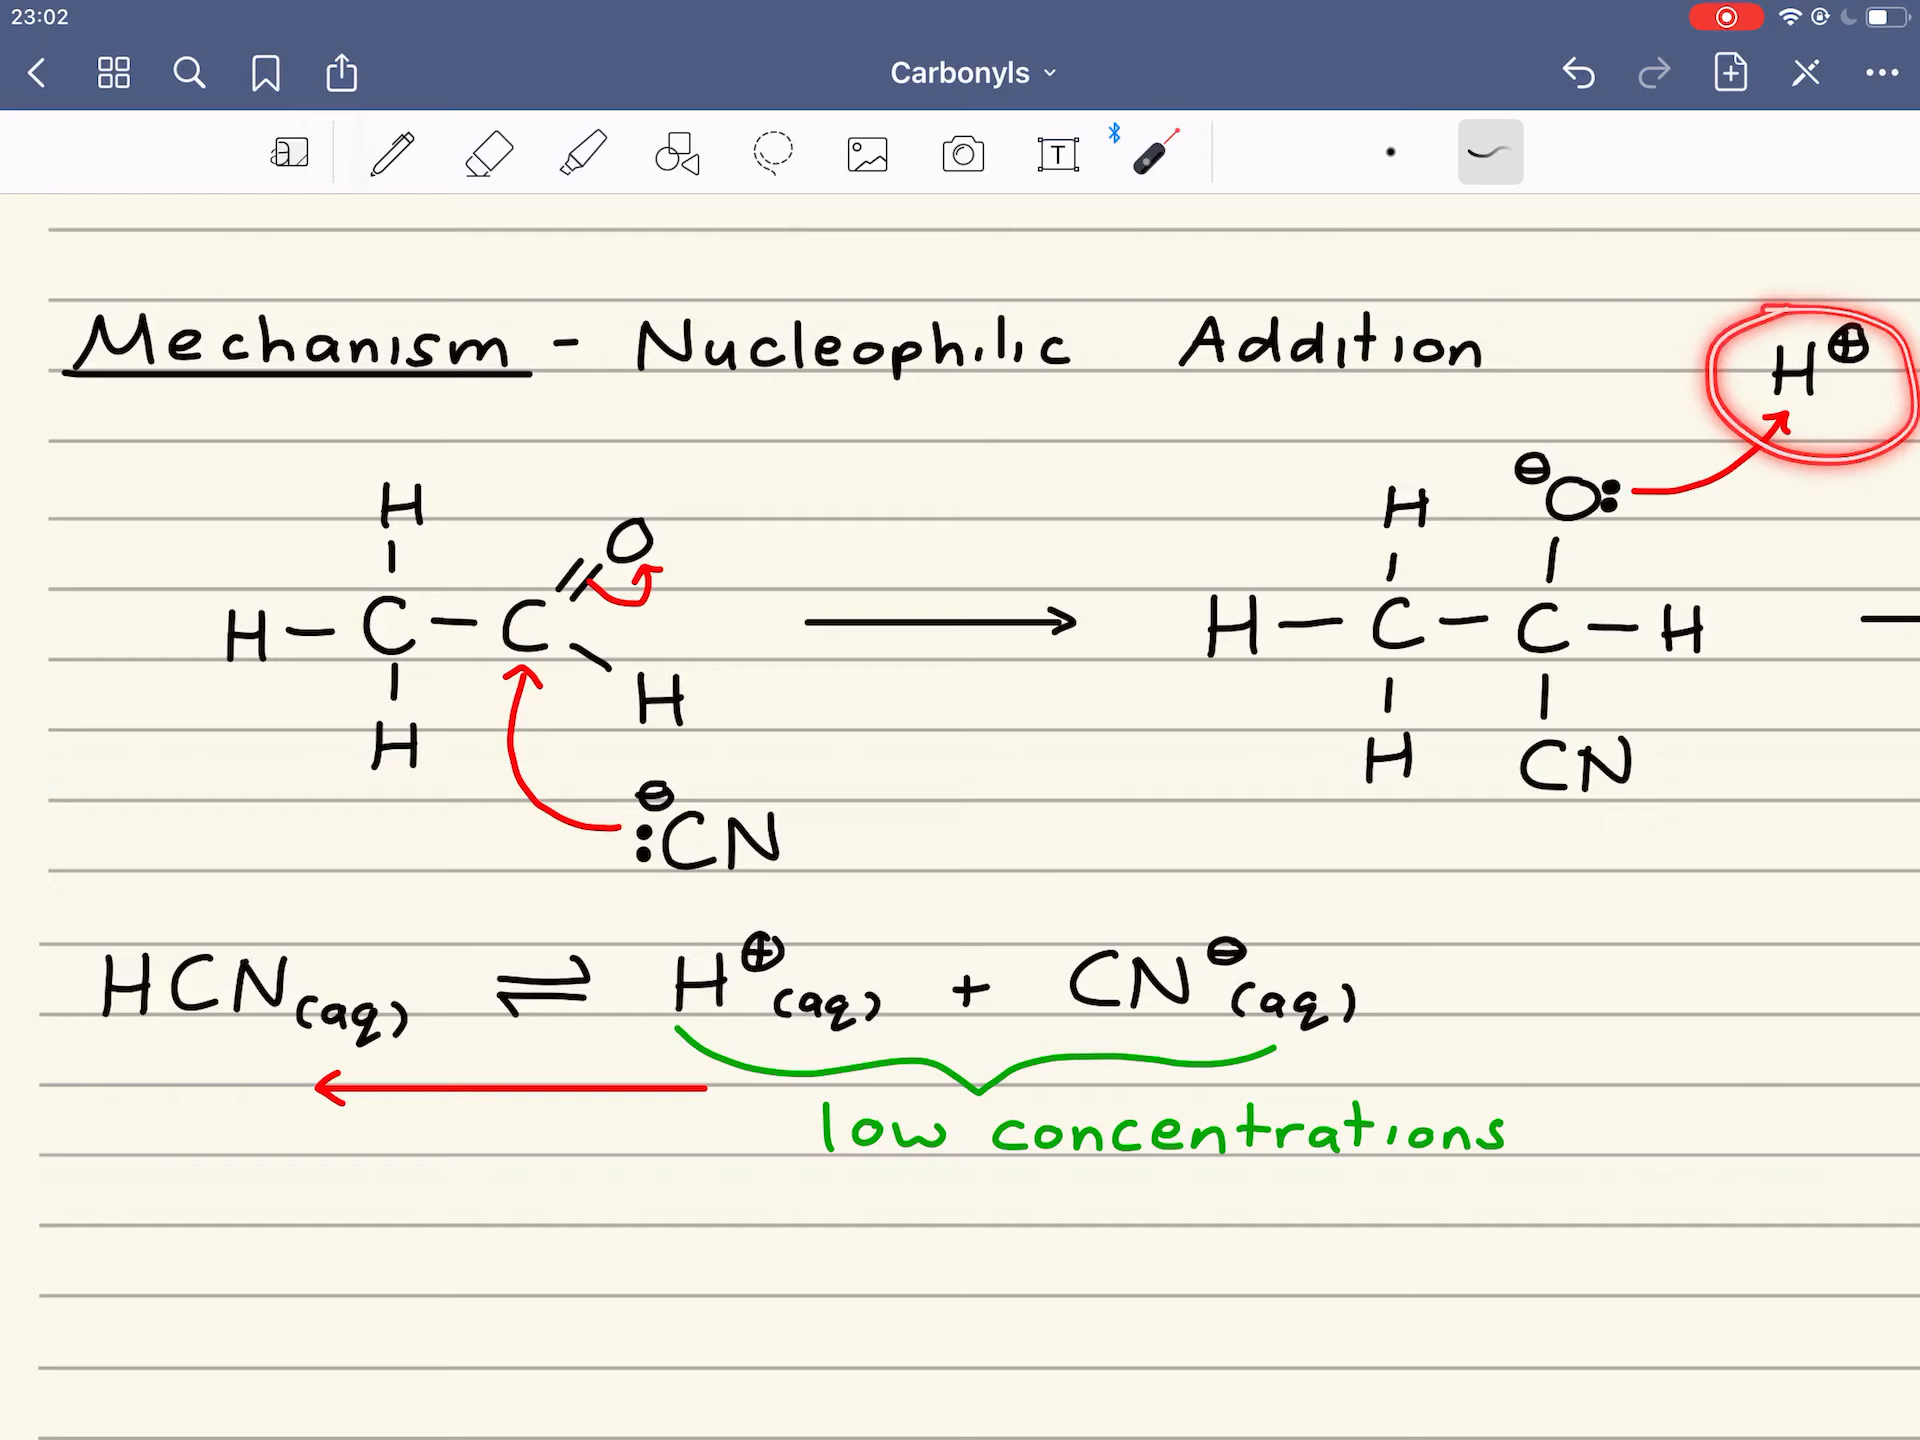 23:02
Carbonyls
T
Mechanism - Nucleophilic Addition
H⊕
H ⊖O:
O
H
H–C–C
H–C–C–H
H
H
H CN
⊖
:CN
HCN(aq) ⇌ H⊕(aq) + CN⊖(aq)
low concentrations